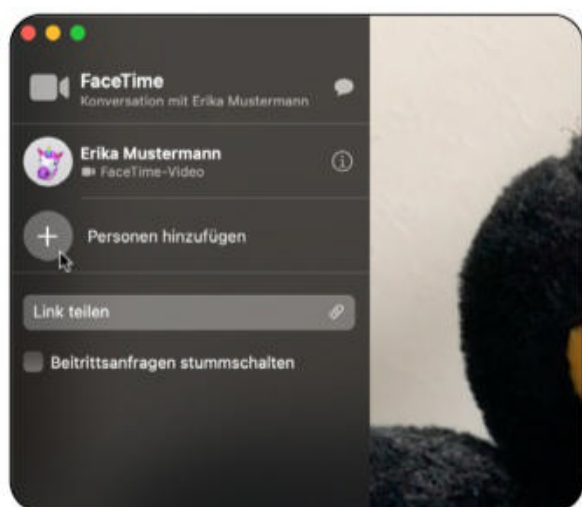 FaceTime
Konversation mit Erika Mustermann
Erika Mustermann
FaceTime-Video
Personen hinzufügen
Link teilen
Beitrittsanfragen stummschalten